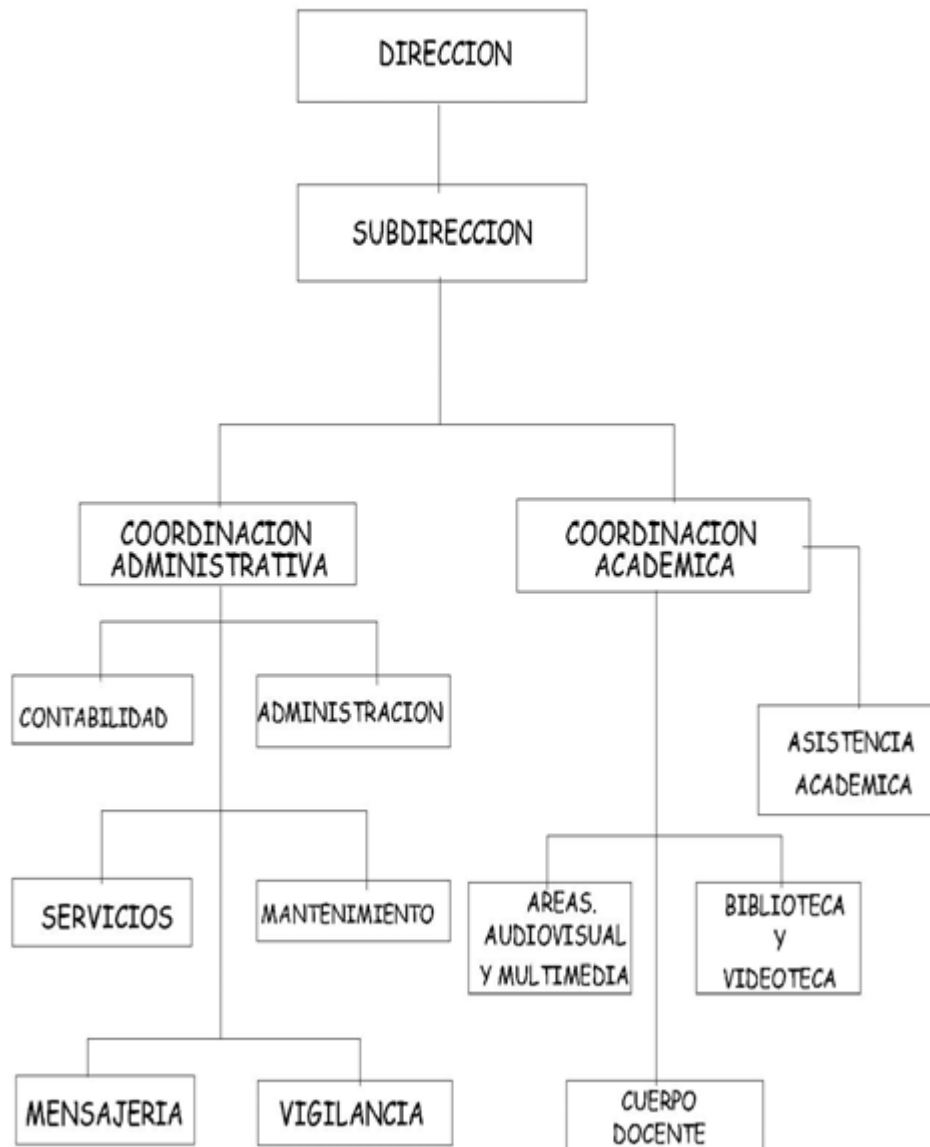 DIRECCION
SUBDIRECCION
COORDINACION
ADMINISTRATIVA
COORDINACION
ACADEMICA
CONTABILIDAD
ADMINISTRACION
ASISTENCIA
ACADEMICA
SERVICIOS
MANTENIMIENTO
AREAS.
AUDIOVISUAL
Y MULTIMEDIA
BIBLIOTECA
Y
VIDEOTECA
MENSAJERIA
VIGILANCIA
CUERPO
DOCENTE